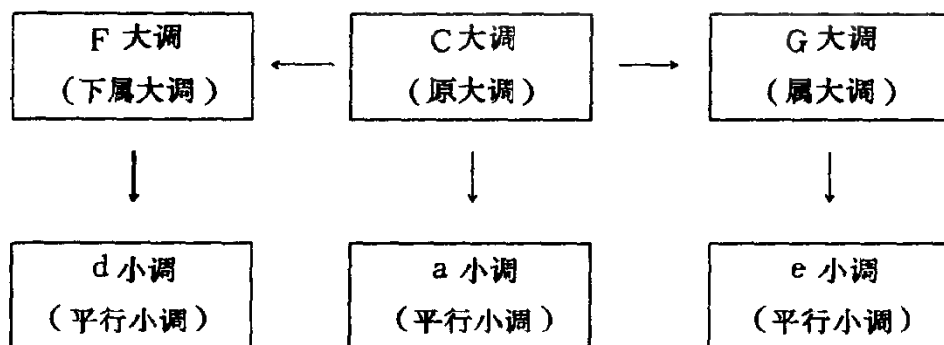 F 大调
(下属大调)
C大调
(原大调)
G 大调
(属大调)
d 小调
(平行小调)
a 小调
(平行小调)
e 小调
(平行小调)